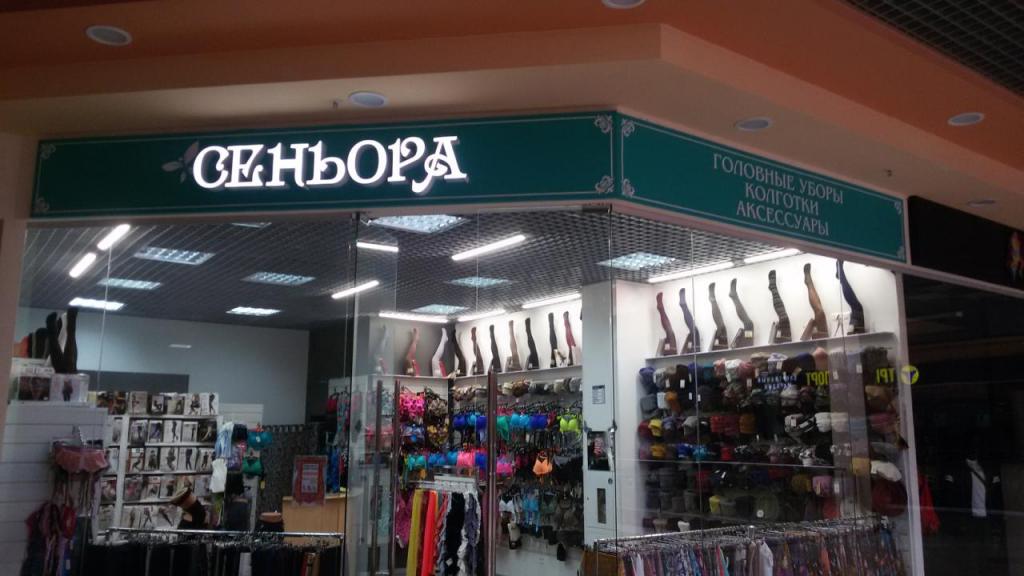 СЕНЬОРА
ГОЛОВНЫЕ УБОРЫ
КОЛГОТКИ
АКСЕССУАРЫ